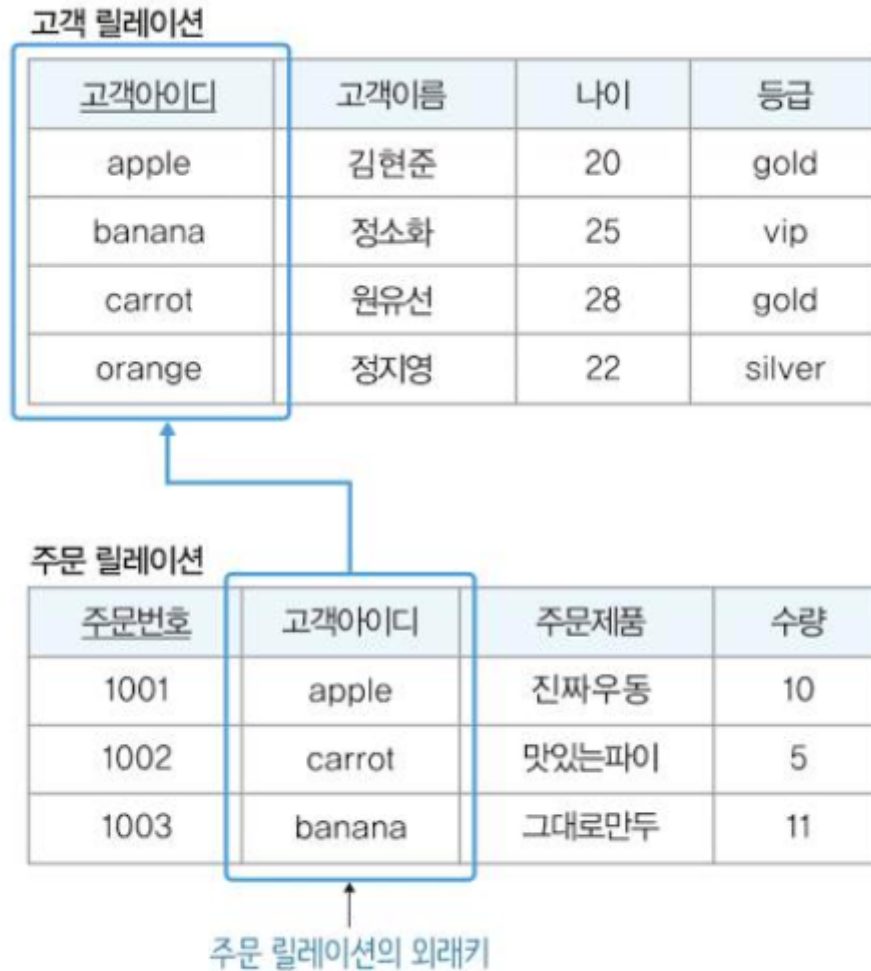 고객 릴레이션
고객아이디 고객이름 나이 등급
apple 김현준 20 gold
banana 정소화 25 vip
carrot 원유선 28 gold
orange 정지영 22 silver
주문 릴레이션
주문번호 고객아이디 주문제품 수량
1001 apple 진짜우동 10
1002 carrot 맛있는파이 5
1003 banana 그대로만두 11
주문 릴레이션의 외래키